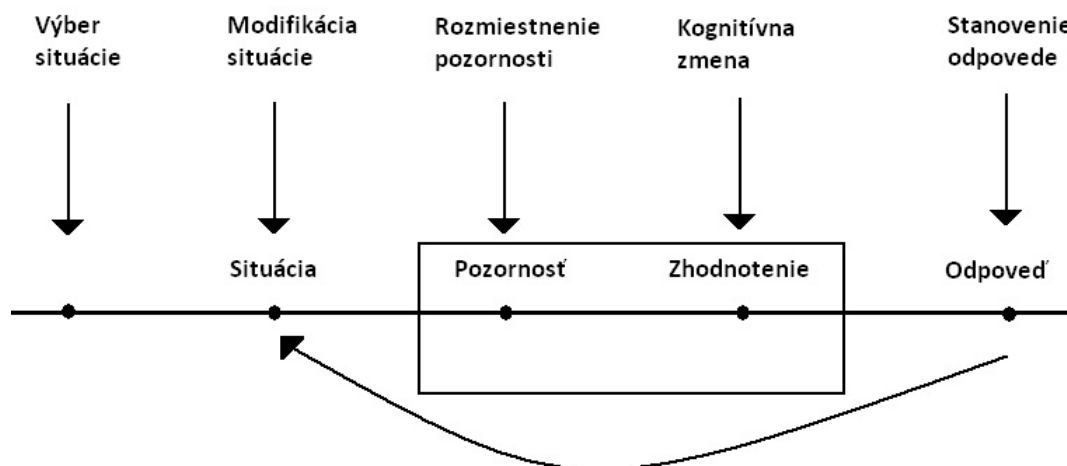 Výber
situácie
Modifikácia
situácie
Rozmiestnenie
pozornosti
Kognitívna
zmena
Stanovenie
odpovede
Situácia
Pozornosť
Zhodnotenie
Odpoveď